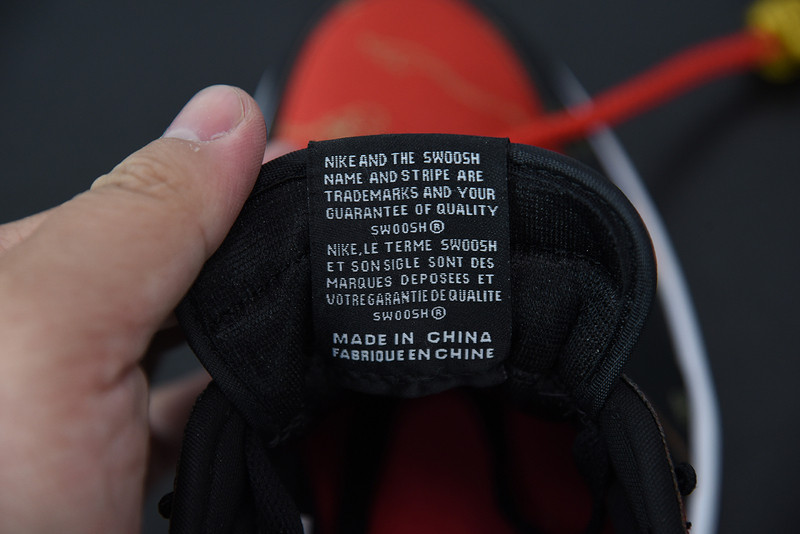 NIKE AND THE SWOOSH
NAME AND STRIPE ARE
TRADEMARKS AND YOUR
GUARANTEE OF QUALITY
SWOOSH®
NIKE, LE TERME SWOOSH
ET SON SIGLE SONT DES
MARQUES DEPOSEES ET
VOTRE GARANTIE DE QUALITE
SWOOSH®
MADE IN CHINA
FABRIQUE EN CHINE